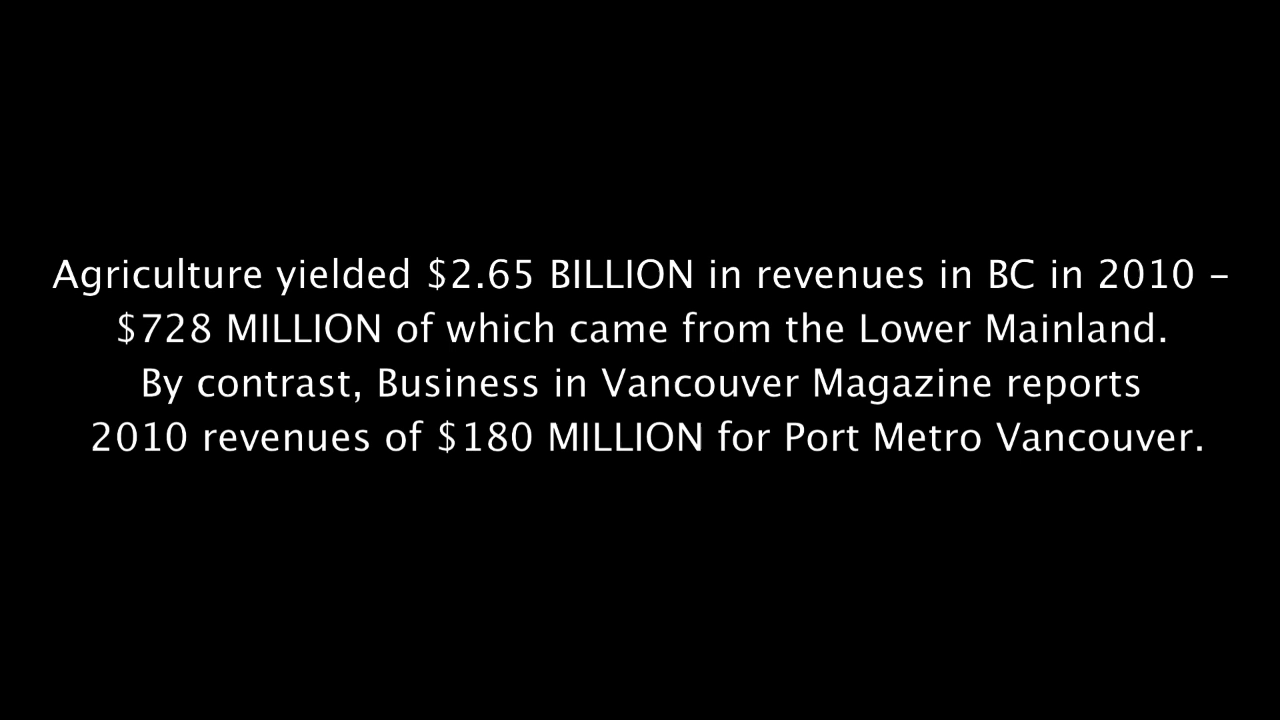 Agriculture yielded $2.65 BILLION in revenues in BC in 2010 –
$728 MILLION of which came from the Lower Mainland.
By contrast, Business in Vancouver Magazine reports
2010 revenues of $180 MILLION for Port Metro Vancouver.